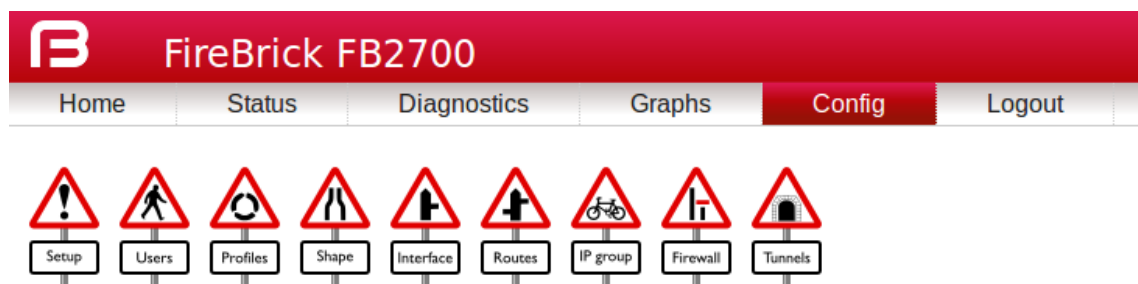 FireBrick FB2700
Home Status Diagnostics Graphs Config Logout
Setup Users Profiles Shape Interface Routes IP group Firewall Tunnels